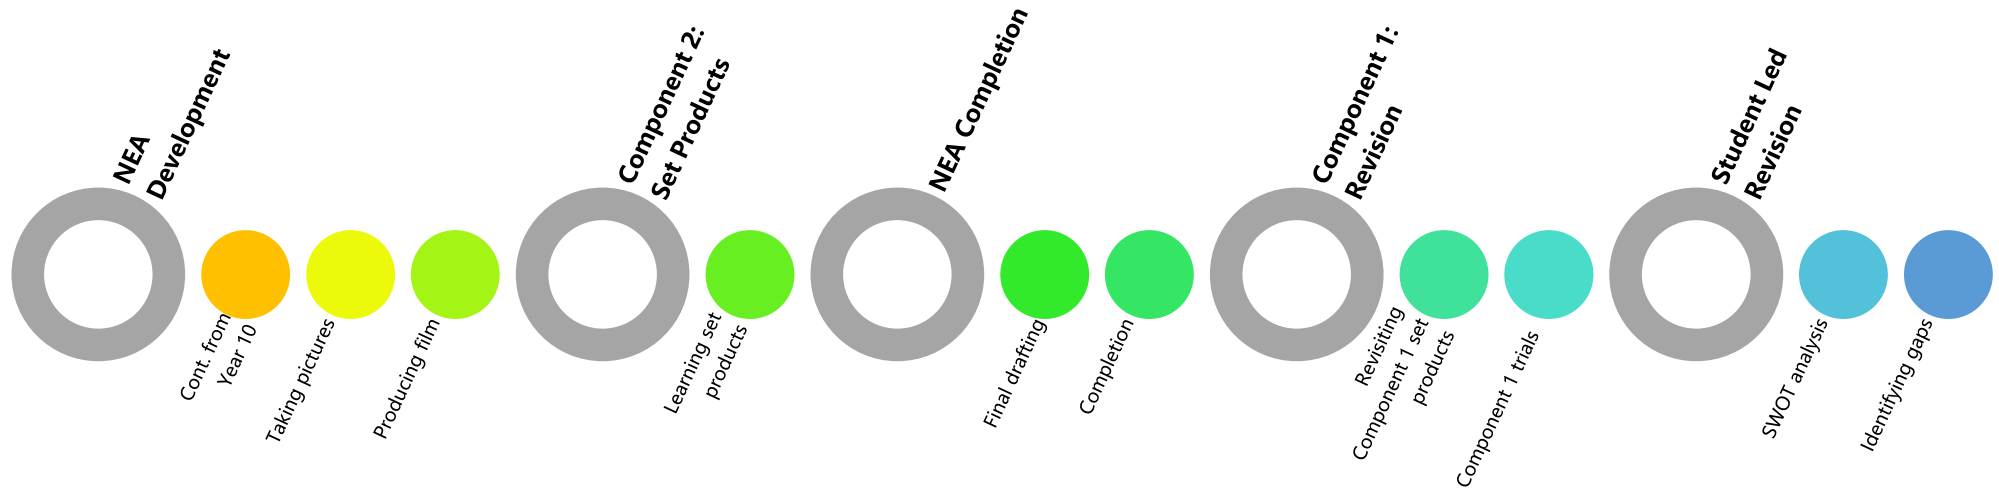 NEA
Development
Cont. from
Year 10
Taking pictures
Producing film
Component 2:
Set Products
Learning set
products
NEA Completion
Final drafting
Completion
Component 1:
Revision
Revisiting
Component 1 set
products
Component 1 trials
Student Led
Revision
SWOT analysis
Identifying gaps